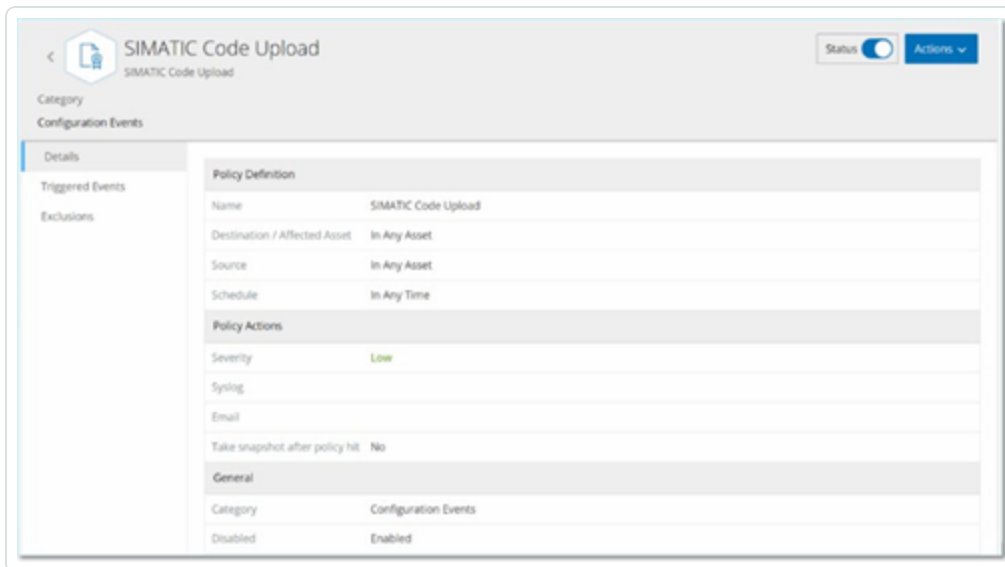 SIMATIC Code Upload
SIMATIC Code Upload
Status
Actions
Category
Configuration Events
Details
Triggered Events
Exclusions
Policy Definition
Name SIMATIC Code Upload
Destination / Affected Asset In Any Asset
Source In Any Asset
Schedule In Any Time
Policy Actions
Severity Low
Syslog
Email
Take snapshot after policy hit No
General
Category Configuration Events
Disabled Enabled